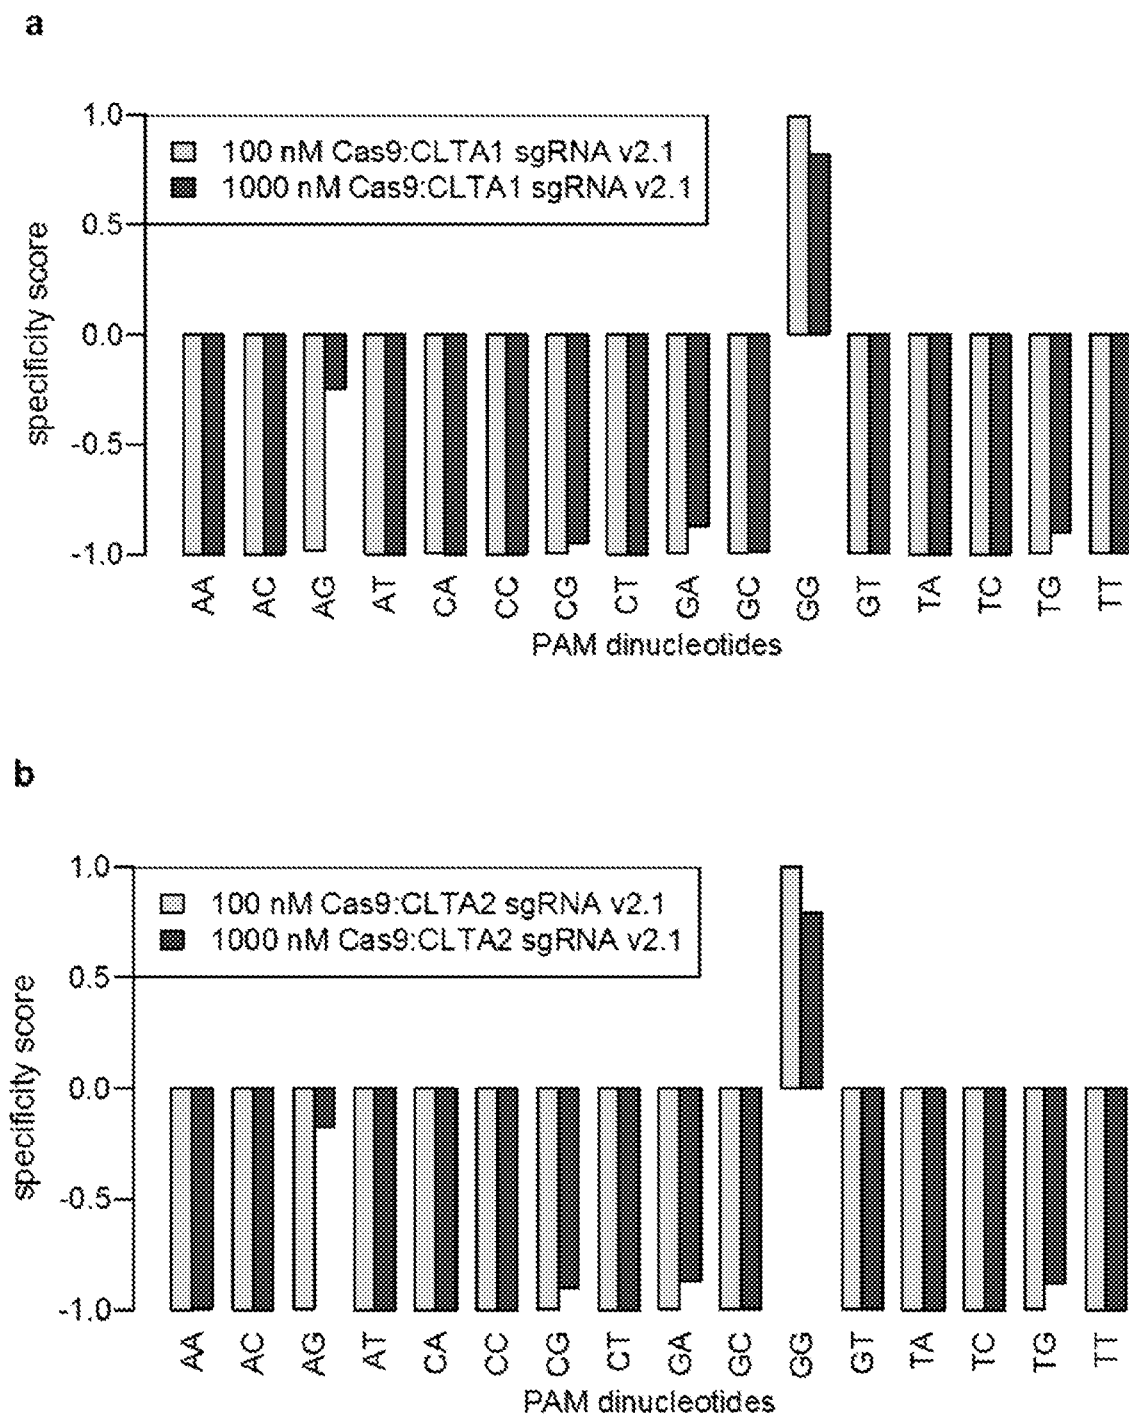 a
1.0
100 nM Cas9:CLTA1 sgRNA v2.1
1000 nM Cas9:CLTA1 sgRNA v2.1
0.5
0.0
-0.5
-1.0
specificity score
AA AC AG AT CA CC CG CT GA GC GG GT TA TC TG TT
PAM dinucleotides
b
1.0
100 nM Cas9:CLTA2 sgRNA v2.1
1000 nM Cas9:CLTA2 sgRNA v2.1
0.5
0.0
-0.5
-1.0
specificity score
AA AC AG AT CA CC CG CT GA GC GG GT TA TC TG TT
PAM dinucleotides